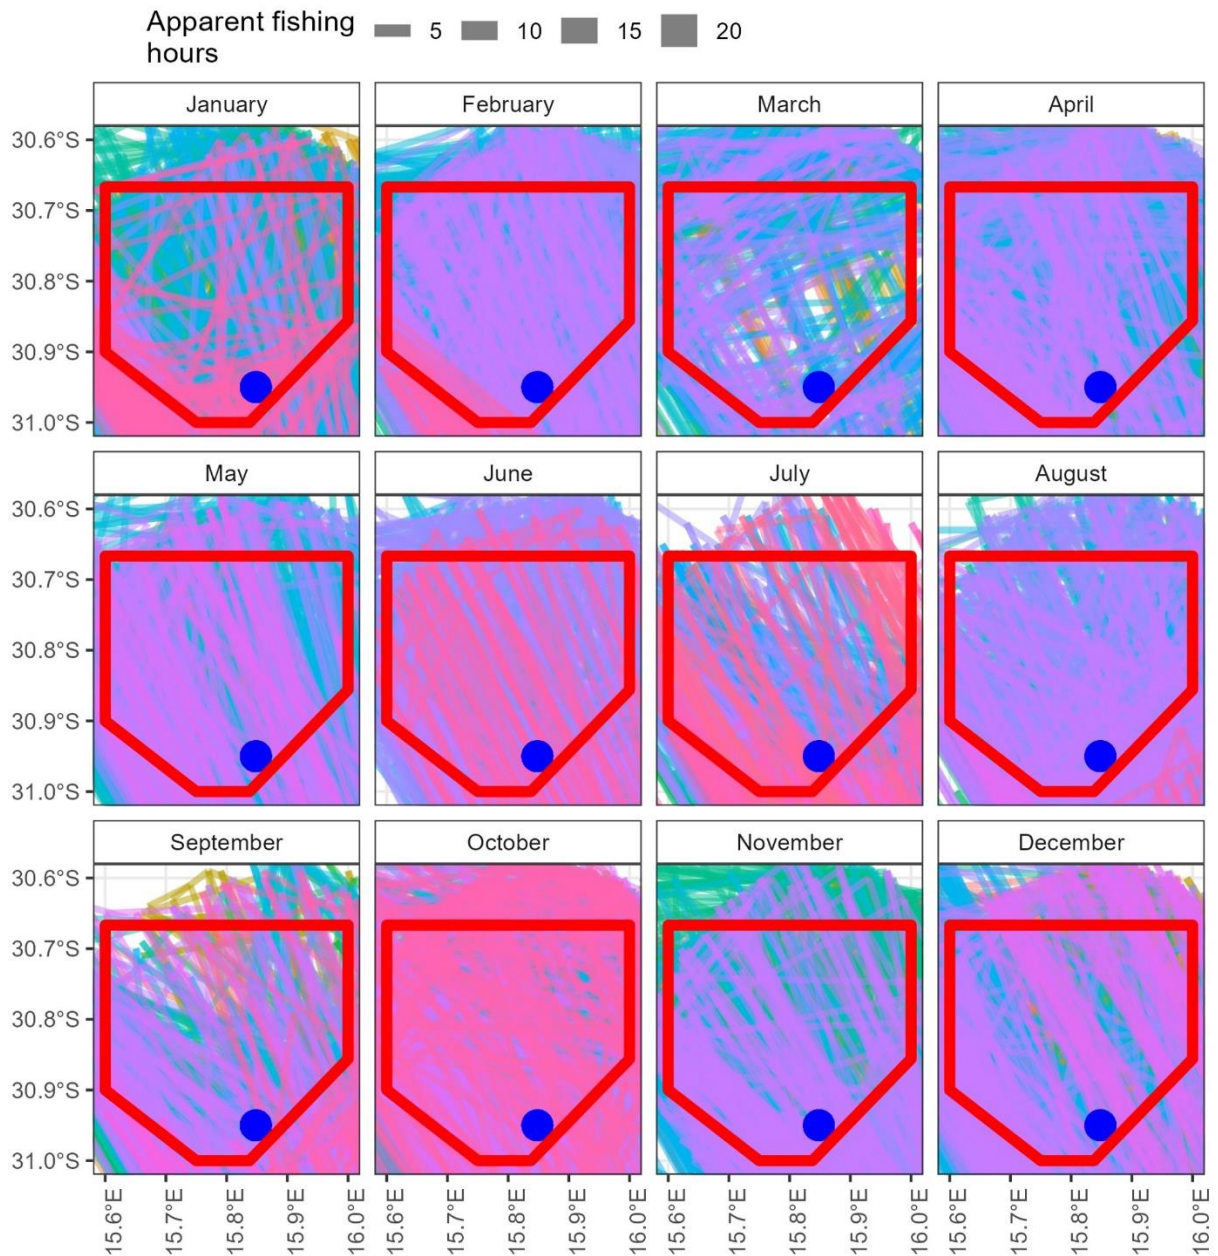 Apparent fishing
hours
5 10 15 20
January February March April
30.6°S
30.7°S
30.8°S
30.9°S
31.0°S
May June July August
30.6°S
30.7°S
30.8°S
30.9°S
31.0°S
September October November December
30.6°S
30.7°S
30.8°S
30.9°S
31.0°S
15.6°E 15.7°E 15.8°E 15.9°E 16.0°E 15.6°E 15.7°E 15.8°E 15.9°E 16.0°E 15.6°E 15.7°E 15.8°E 15.9°E 16.0°E 15.6°E 15.7°E 15.8°E 15.9°E 16.0°E